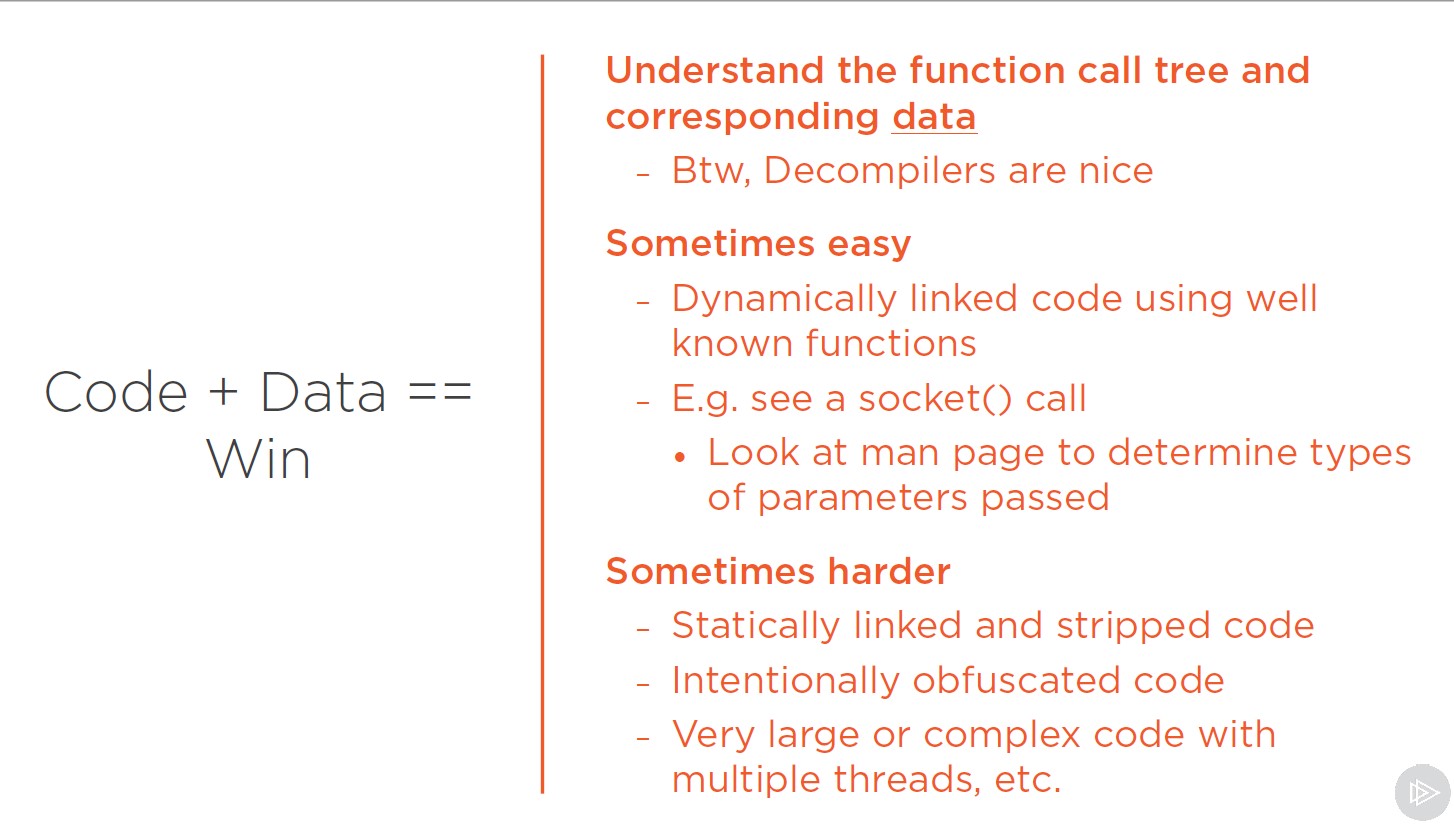 Code + Data ==
Win
Understand the function call tree and
corresponding data
- Btw, Decompilers are nice
Sometimes easy
- Dynamically linked code using well
known functions
- E.g. see a socket() call
• Look at man page to determine types
of parameters passed
Sometimes harder
- Statically linked and stripped code
- Intentionally obfuscated code
- Very large or complex code with
multiple threads, etc.